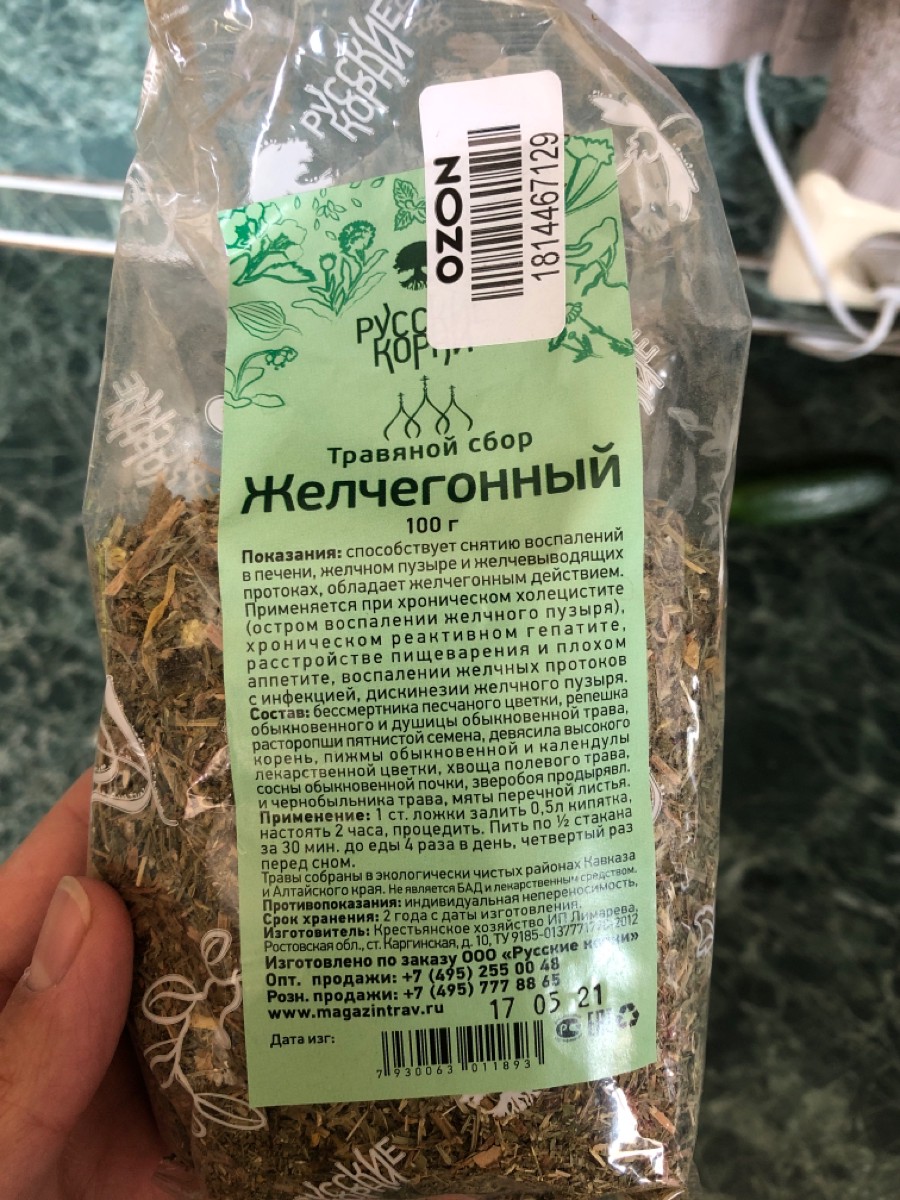 РУССКИЕ
КОРНИ
OZON
1814467129
РУСС
КОРНИ
Травяной сбор
Желчегонный
100 г
Показания: способствует снятию воспалений
в печени, желчном пузыре и желчевыводящих
протоках, обладает желчегонным действием.
Применяется при хроническом холецистите
(остром воспалении желчного пузыря),
хроническом реактивном гепатите,
расстройстве пищеварения и плохом
аппетите, воспалении желчных протоков
с инфекцией, дискинезии желчного пузыря.
Состав: бессмертника песчаного цветки, репешка
обыкновенного и душицы обыкновенной трава,
расторопши пятнистой семена, девясила высокого
корень, пижмы обыкновенной и календулы
лекарственной цветки, хвоща полевого трава,
сосны обыкновенной почки, зверобоя продырявл.
и чернобыльника трава, мяты перечной листья.
Применение: 1 ст. ложки залить 0,5л кипятка,
настоять 2 часа, процедить. Пить по ½ стакана
за 30 мин. до еды 4 раза в день, четвертый раз
перед сном.
Травы собраны в экологически чистых районах Кавказа
и Алтайского края. Не является БАД и лекарственным средством.
Противопоказания: индивидуальная непереносимость,
Срок хранения: 2 года с даты изготовления.
Изготовитель: Крестьянское хозяйство ИП Лимарева,
Ростовская обл., ст. Каргинская, д. 10, ТУ 9185-01377717
Изготовлено по заказу ООО «Русские корни»
Опт. продажи: +7 (495) 255 00 48
Розн. продажи: +7 (495) 777 88 65
www.magazintrav.ru
17 05 21
Дата изг:
7 930063 011893
РУССКИЕ